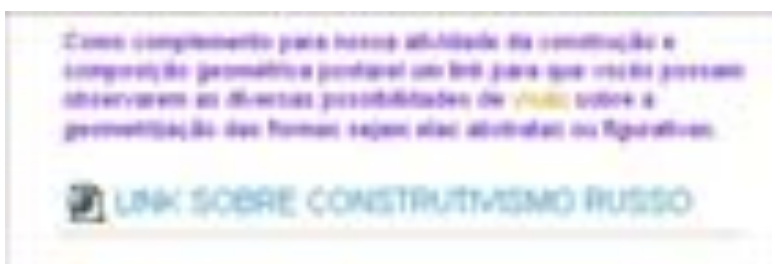 Como complemento para nossa atividade da construção e
composição geométrica postarei um link para que vocês possam
observarem as diversas possibilidades de visão sobre a
geometrização das formas sejam elas abstratas ou figurativas.
LINK SOBRE CONSTRUTIVISMO RUSSO